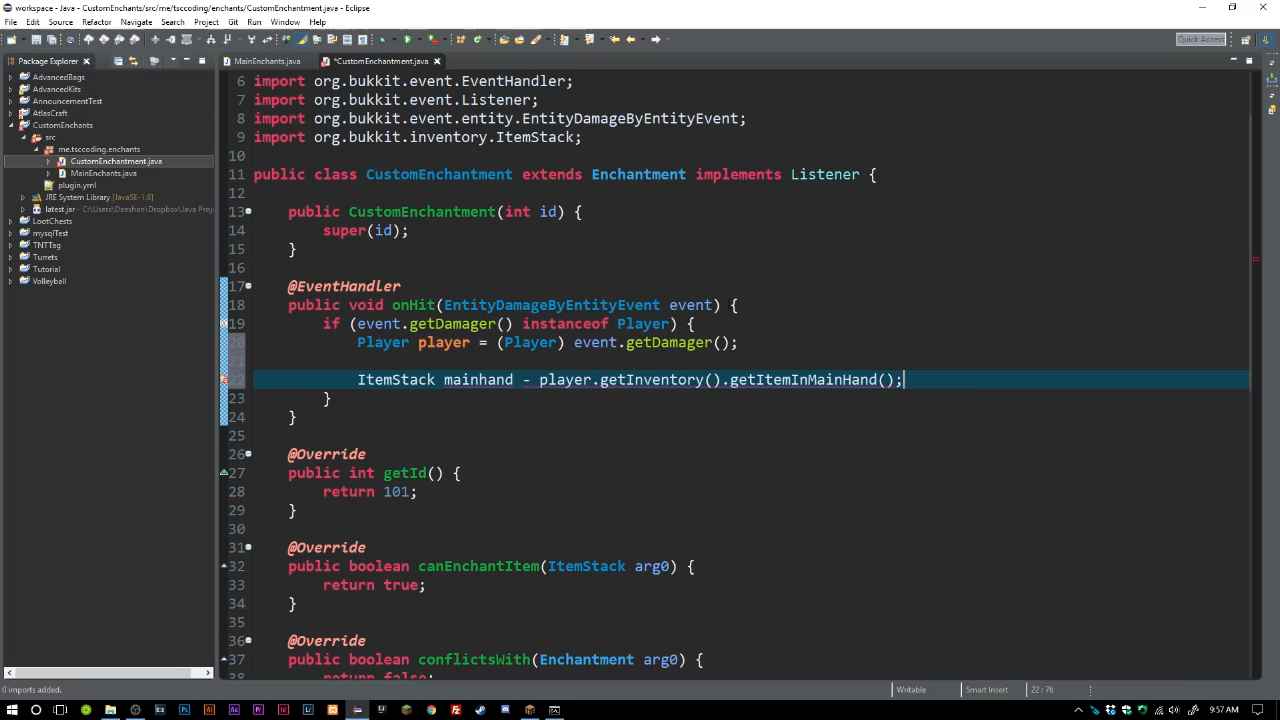 workspace - Java - CustomEnchants/src/me/tsccoding/enchants/CustomEnchantment.java - Eclipse
File Edit Source Refactor Navigate Search Project Git Run Window Help
Quick Access
Package Explorer
MainEnchants.java
*CustomEnchantment.java
AdvancedBags
AdvancedKits
AnnouncementTest
AtlasCraft
CustomEnchants
src
me.tsccoding.enchants
CustomEnchantment.java
MainEnchants.java
plugin.yml
JRE System Library [JavaSE-1.8]
latest.jar - C:\Users\Daeshan\Dropbox\Java Proj
LootChests
mysqlTest
TNTTag
Turrets
Tutorial
Volleyball
6 import org.bukkit.event.EventHandler;
7 import org.bukkit.event.Listener;
8 import org.bukkit.event.entity.EntityDamageByEntityEvent;
9 import org.bukkit.inventory.ItemStack;
10
11 public class CustomEnchantment extends Enchantment implements Listener {
12
13 public CustomEnchantment(int id) {
14 super(id);
15 }
16
17 @EventHandler
18 public void onHit(EntityDamageByEntityEvent event) {
19 if (event.getDamager() instanceof Player) {
20 Player player = (Player) event.getDamager();
21
22 ItemStack mainhand - player.getInventory().getItemInMainHand();
23 }
24 }
25
26 @Override
27 public int getId() {
28 return 101;
29 }
30
31 @Override
32 public boolean canEnchantItem(ItemStack arg0) {
33 return true;
34 }
35
36 @Override
37 public boolean conflictsWith(Enchantment arg0) {
38 return false;
0 imports added.
Writable
Smart Insert
22 : 76
9:57 AM